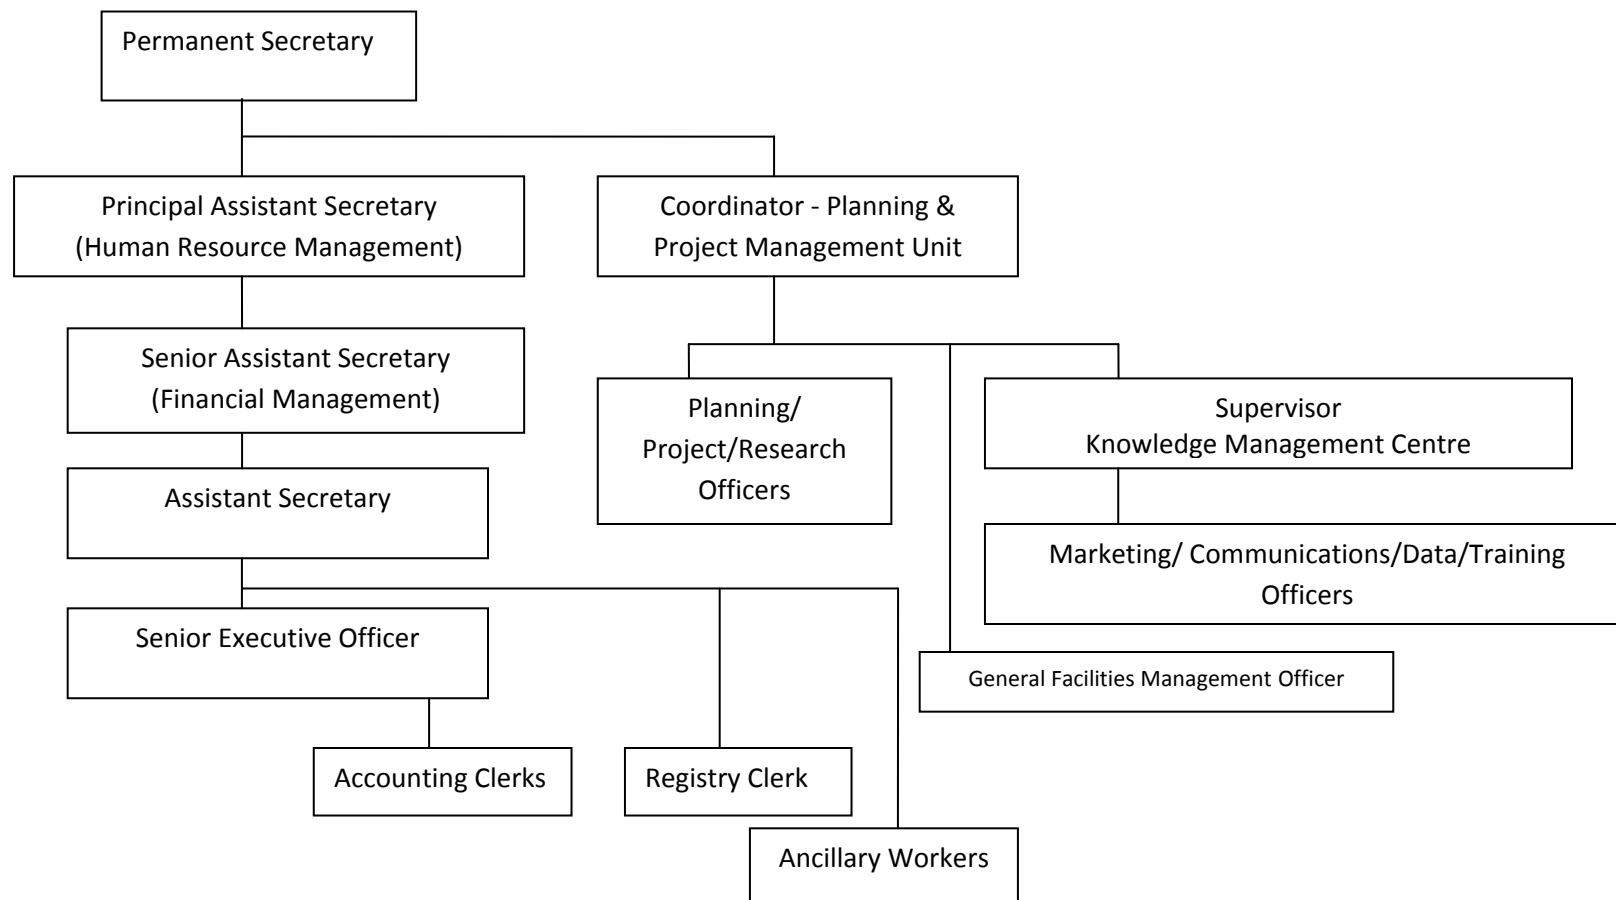 Permanent Secretary
Principal Assistant Secretary
(Human Resource Management)
Coordinator - Planning &
Project Management Unit
Senior Assistant Secretary
(Financial Management)
Planning/
Project/Research
Officers
Supervisor
Knowledge Management Centre
Assistant Secretary
Marketing/ Communications/Data/Training
Officers
Senior Executive Officer
General Facilities Management Officer
Accounting Clerks
Registry Clerk
Ancillary Workers